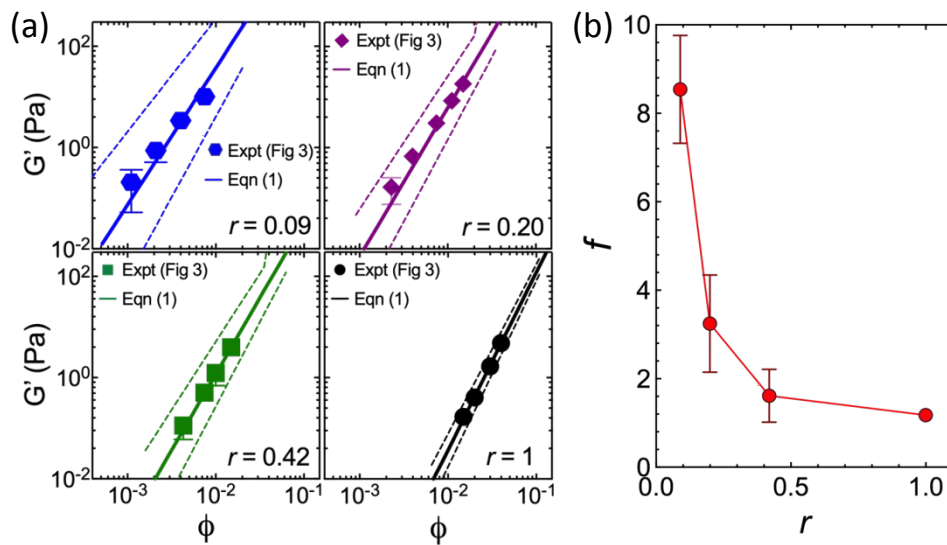 (a)
G' (Pa)
10²
10⁰
10⁻²
Expt (Fig 3)
Eqn (1)
r = 0.09
Expt (Fig 3)
Eqn (1)
r = 0.20
G' (Pa)
10²
10⁰
10⁻²
Expt (Fig 3)
Eqn (1)
r = 0.42
Expt (Fig 3)
Eqn (1)
r = 1
10⁻³ 10⁻² 10⁻¹ 10⁻³ 10⁻² 10⁻¹
ϕ ϕ
(b)
f
10
8
6
4
2
0
0.0 0.5 1.0
r